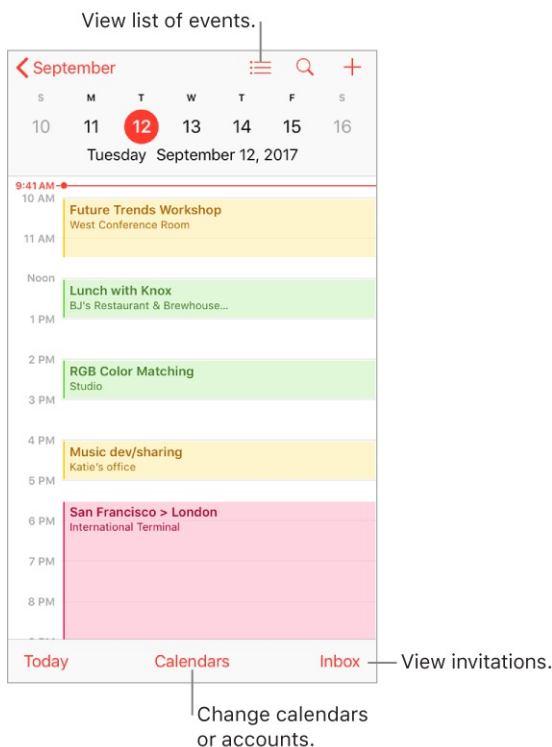 View list of events.
September
S M T W T F S
10 11 12 13 14 15 16
Tuesday September 12, 2017
9:41 AM
10 AM
Future Trends Workshop
West Conference Room
11 AM
Noon
Lunch with Knox
BJ's Restaurant & Brewhouse...
1 PM
2 PM
RGB Color Matching
Studio
3 PM
4 PM
Music dev/sharing
Katie's office
5 PM
San Francisco > London
International Terminal
6 PM
7 PM
8 PM
Today Calendars Inbox
View invitations.
Change calendars
or accounts.